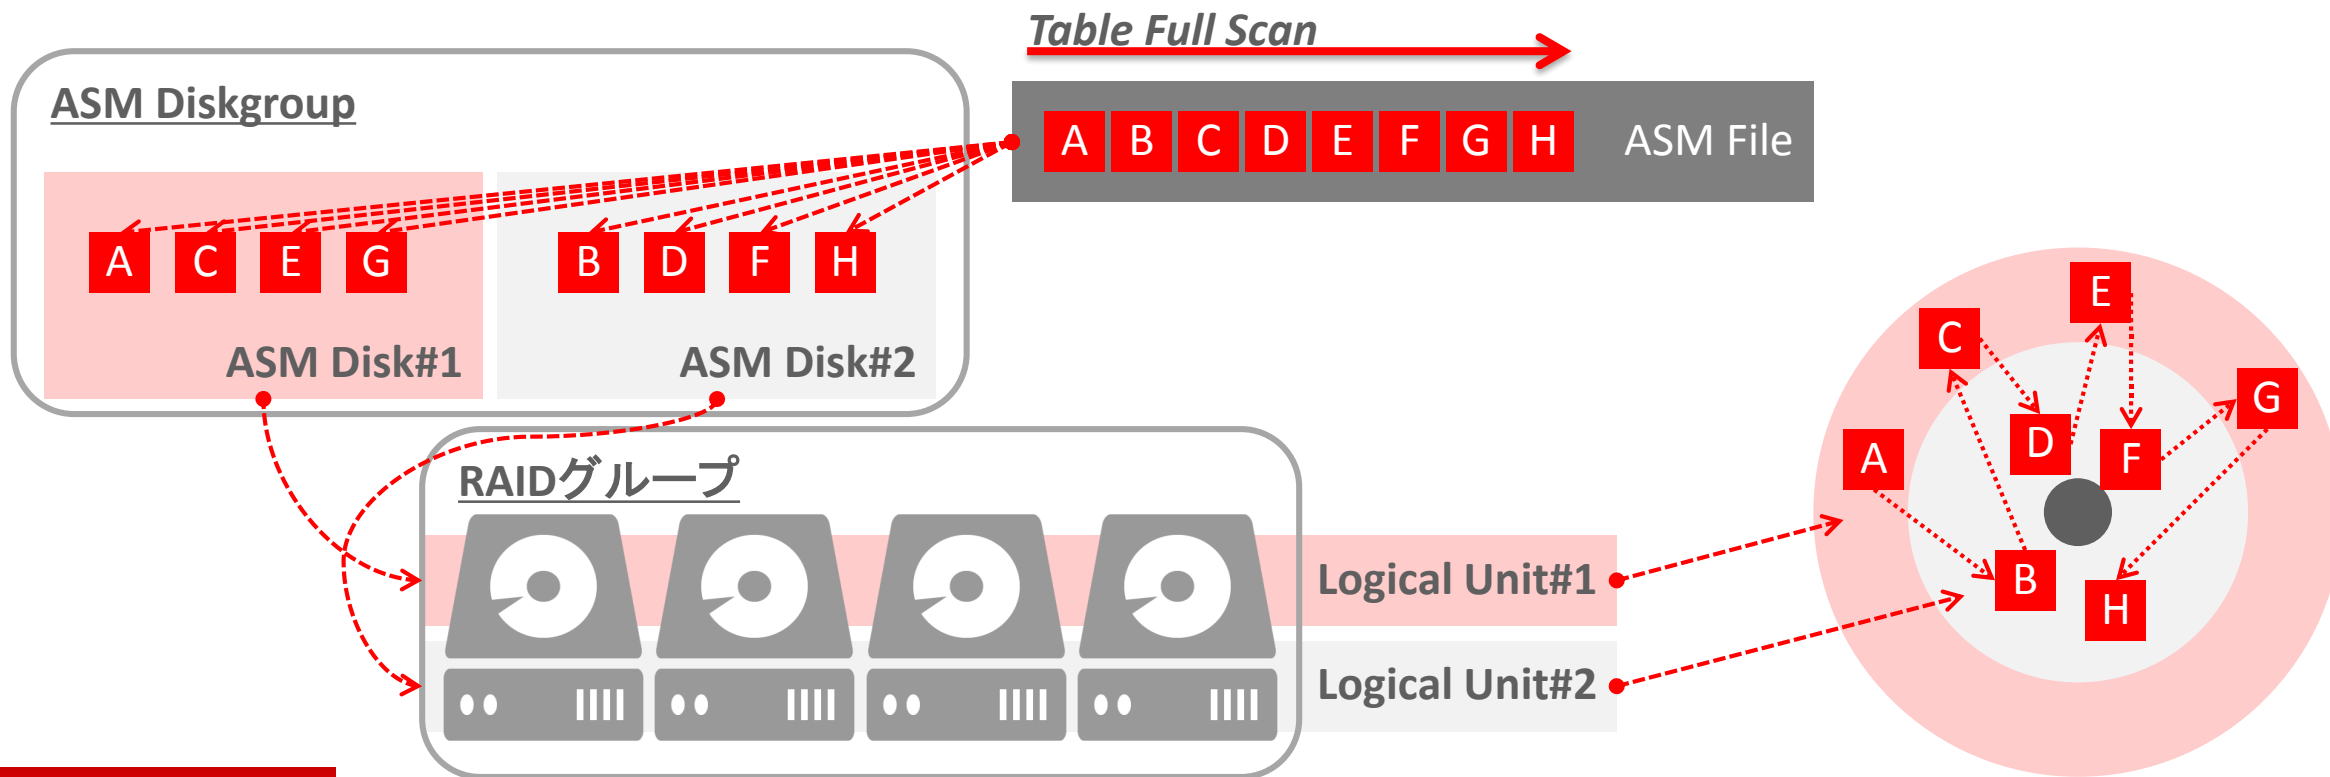 Table Full Scan
ASM Diskgroup
A B C D E F G H ASM File
A C E G
B D F H
ASM Disk#1
ASM Disk#2
RAIDグループ
Logical Unit#1
Logical Unit#2
E
C
G
D
F
A
B
H